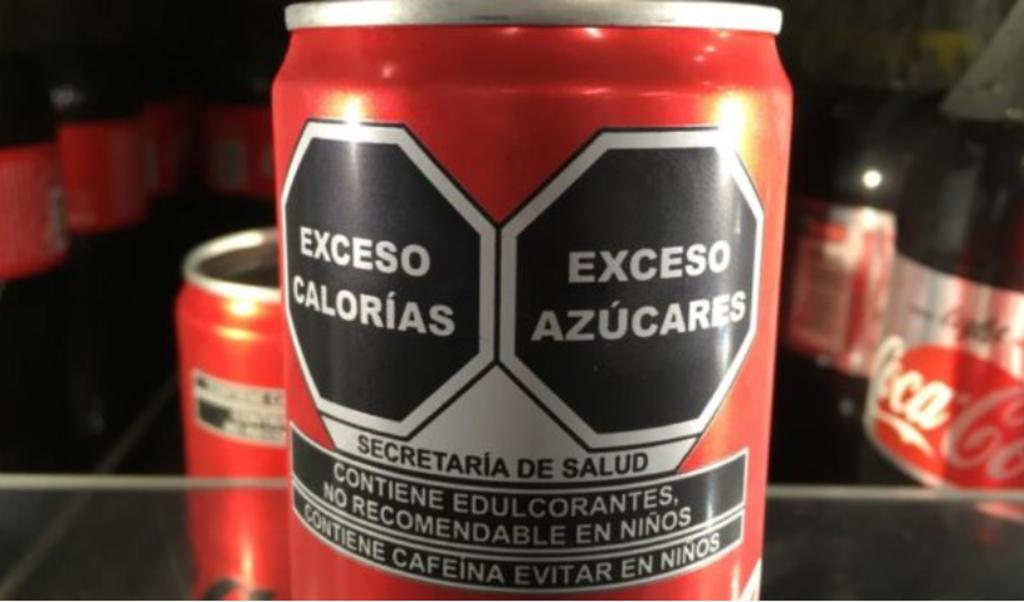 EXCESO
CALORÍAS
EXCESO
AZÚCARES
SECRETARÍA DE SALUD
CONTIENE EDULCORANTES,
NO RECOMENDABLE EN NIÑOS
CONTIENE CAFEÍNA EVITAR EN NIÑOS
Coca
Co